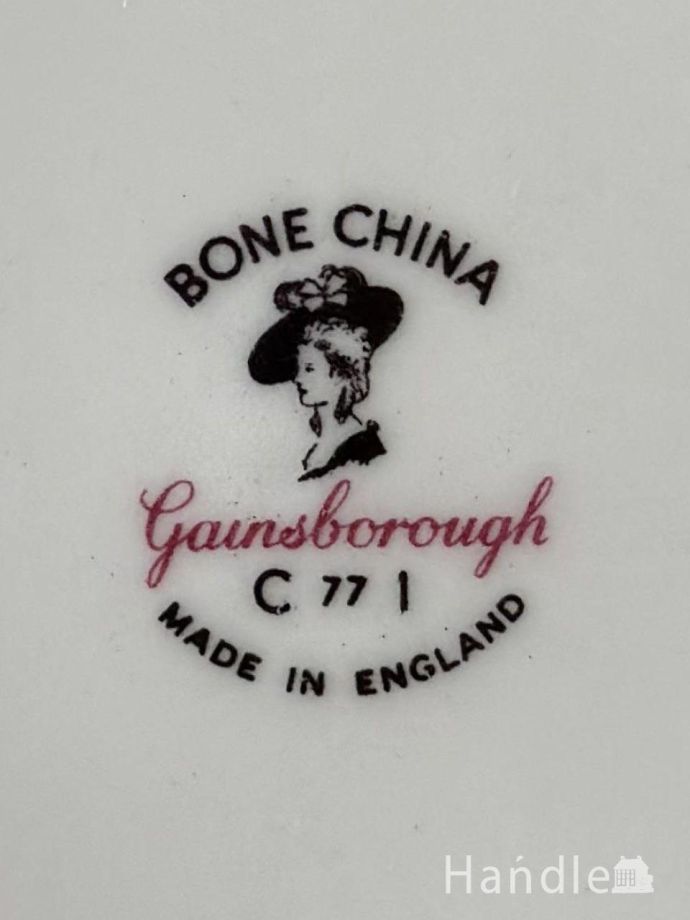 BONE CHINA
Gainsborough
C 77 I
MADE IN ENGLAND
Handle